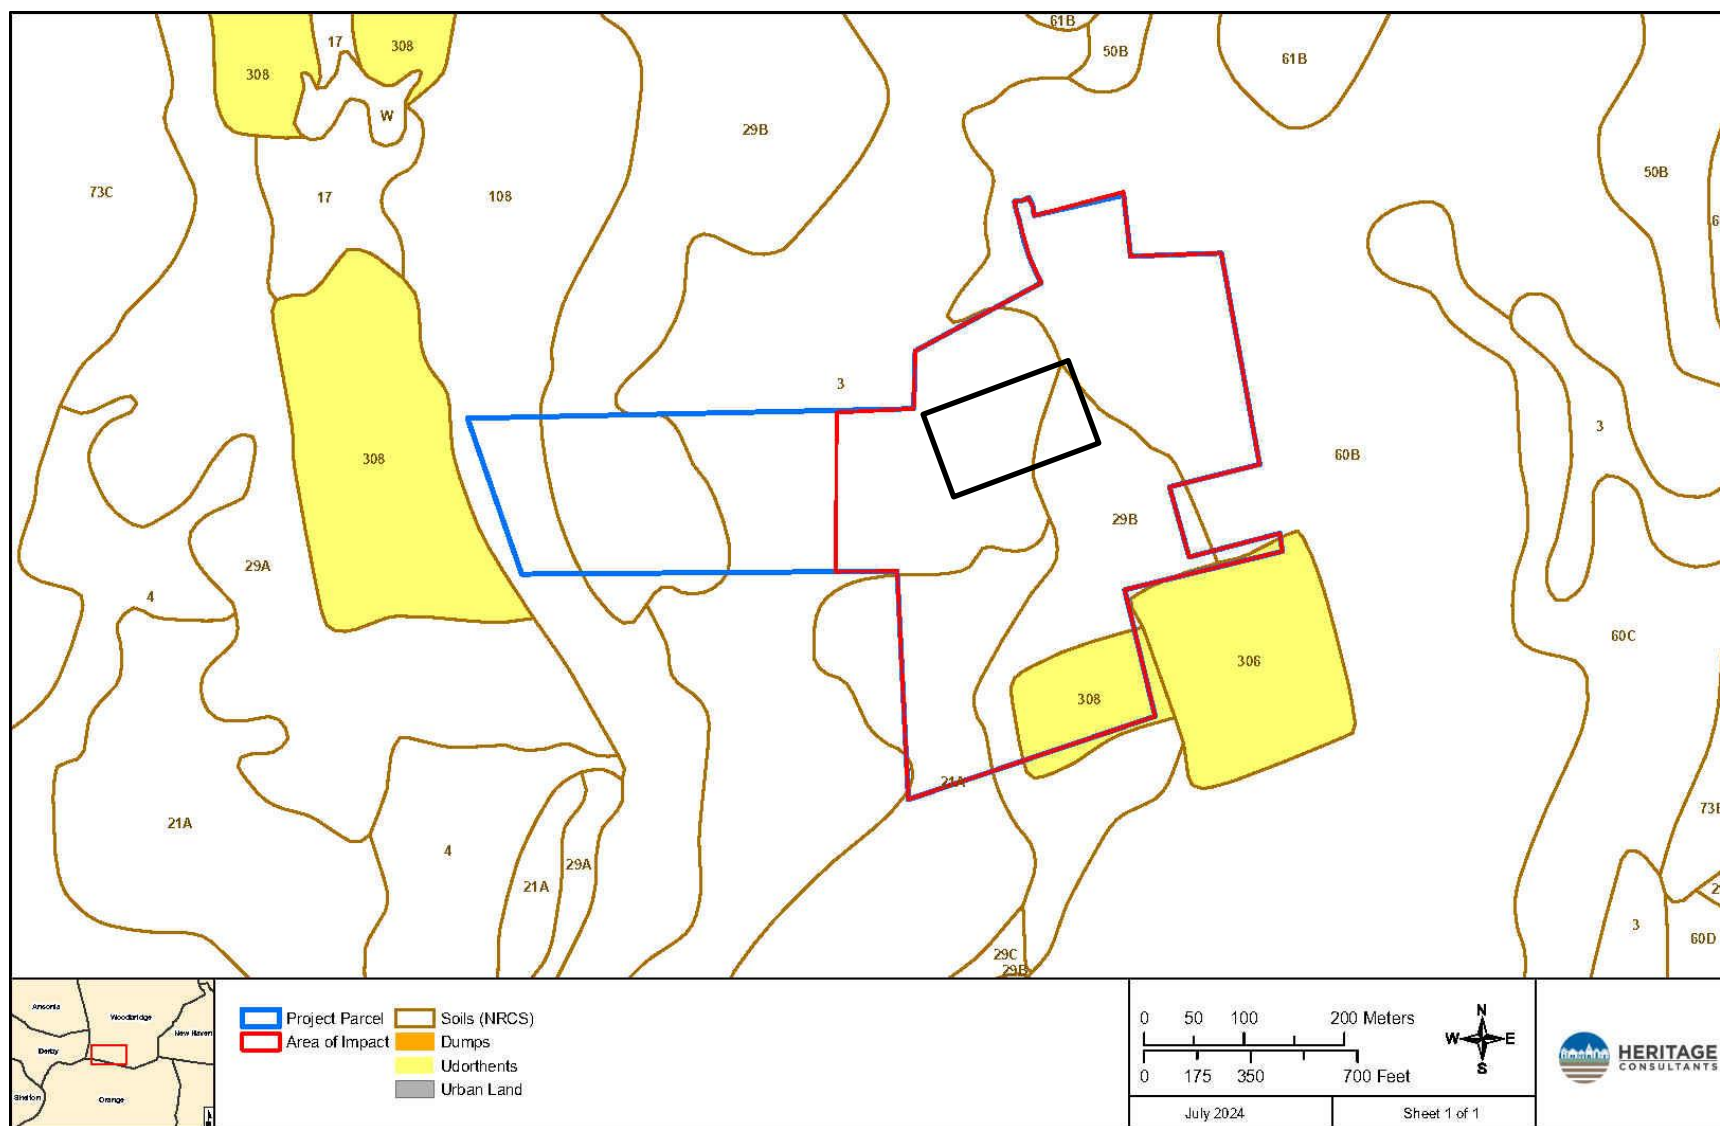 61B
17
308
50B
61B
308
W
29B
50B
73C
17
108
3
308
3
60B
29B
29A
4
60C
306
308
21A
21A
4
29A
21A
3
60D
29C
29B
Ansonia
Woodbridge
New Haven
Derby
Shelton
Orange
Project Parcel
Area of Impact
Soils (NRCS)
Dumps
Udorthents
Urban Land
0 50 100 200 Meters
0 175 350 700 Feet
N
W E
S
July 2024
Sheet 1 of 1
HERITAGE
CONSULTANTS